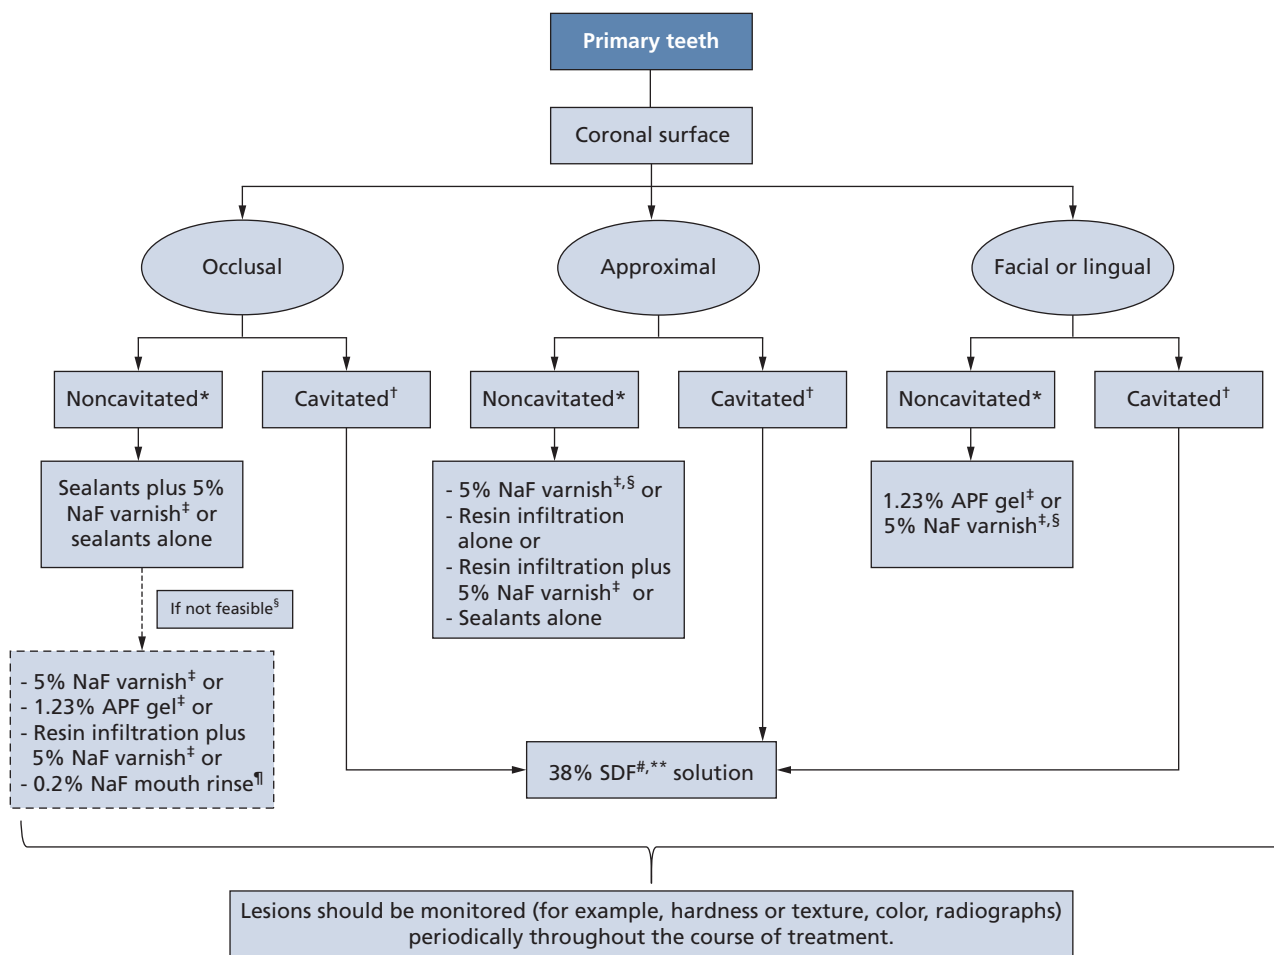 Primary teeth
Coronal surface
Occlusal
Approximal
Facial or lingual
Noncavitated*
Cavitated†
Noncavitated*
Cavitated†
Noncavitated*
Cavitated†
Sealants plus 5%
NaF varnish‡ or
sealants alone
- 5% NaF varnish‡,§ or
- Resin infiltration
alone or
- Resin infiltration plus
5% NaF varnish‡ or
- Sealants alone
1.23% APF gel‡ or
5% NaF varnish‡,§
If not feasible§
- 5% NaF varnish‡ or
- 1.23% APF gel‡ or
- Resin infiltration plus
5% NaF varnish‡ or
- 0.2% NaF mouth rinse¶
38% SDF#,** solution
Lesions should be monitored (for example, hardness or texture, color, radiographs)
periodically throughout the course of treatment.